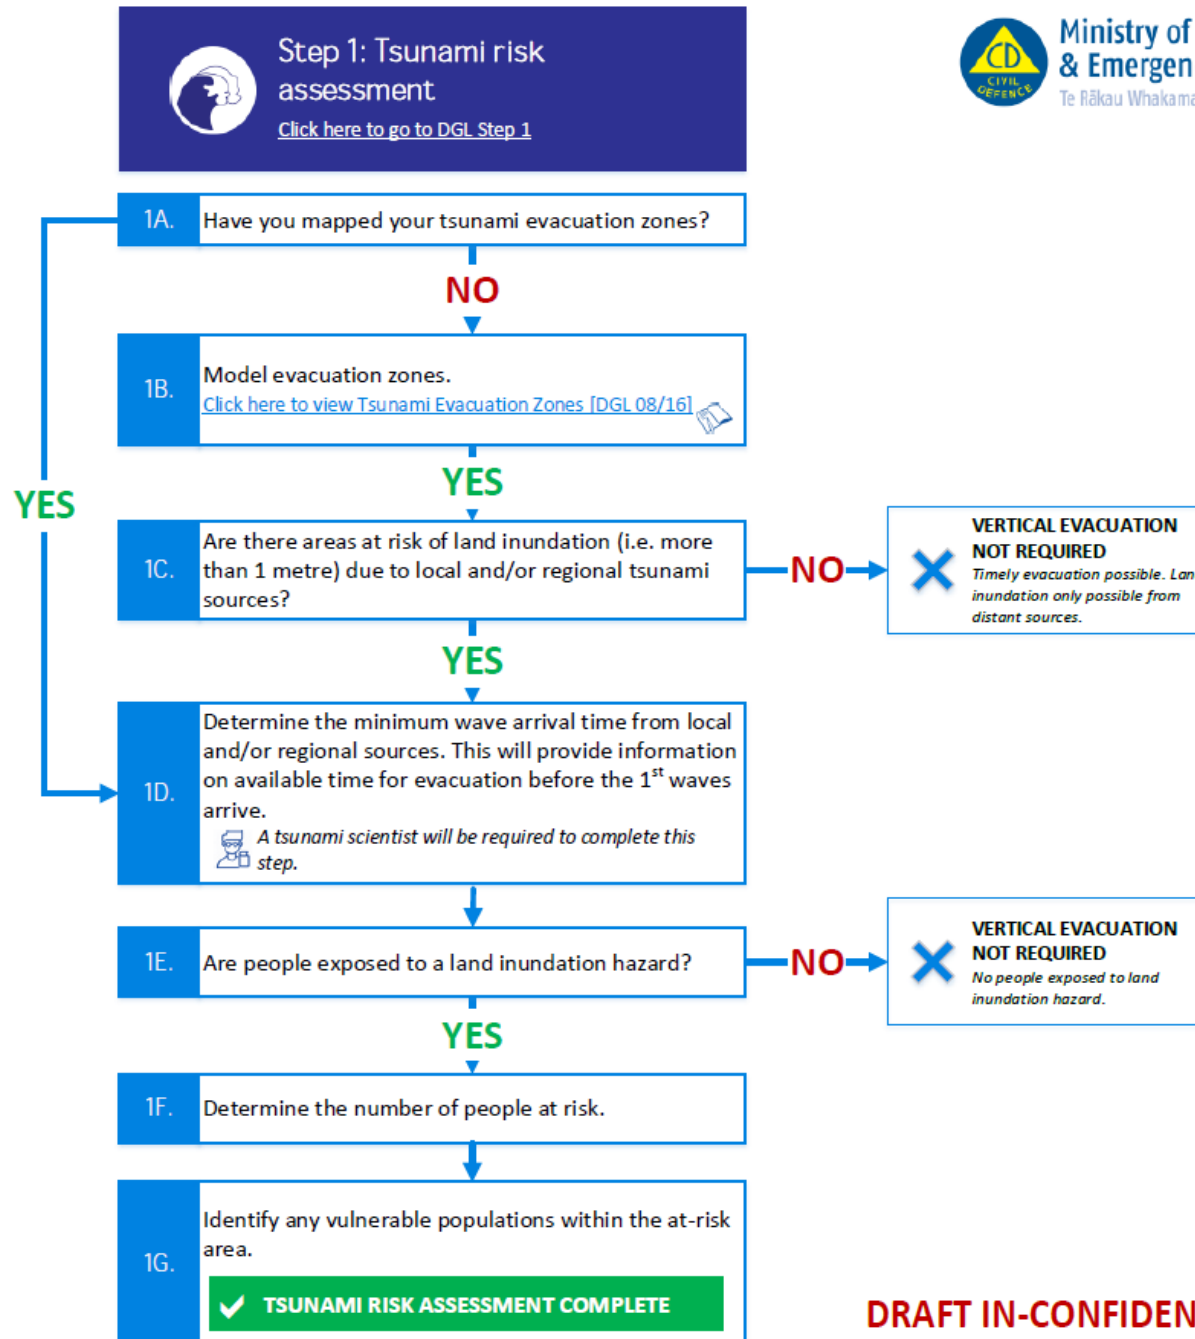 Step 1: Tsunami risk
assessment
Click here to go to DGL Step 1
CD
CIVIL
DEFENCE
Ministry of
& Emergen
Te Rākau Whakama
1A.
Have you mapped your tsunami evacuation zones?
NO
1B.
Model evacuation zones.
Click here to view Tsunami Evacuation Zones [DGL 08/16]
YES
YES
1C.
Are there areas at risk of land inundation (i.e. more
than 1 metre) due to local and/or regional tsunami
sources?
NO
VERTICAL EVACUATION
NOT REQUIRED
Timely evacuation possible. Lan
inundation only possible from
distant sources.
YES
1D.
Determine the minimum wave arrival time from local
and/or regional sources. This will provide information
on available time for evacuation before the 1st waves
arrive.
A tsunami scientist will be required to complete this
step.
1E.
Are people exposed to a land inundation hazard?
NO
VERTICAL EVACUATION
NOT REQUIRED
No people exposed to land
inundation hazard.
YES
1F.
Determine the number of people at risk.
1G.
Identify any vulnerable populations within the at-risk
area.
TSUNAMI RISK ASSESSMENT COMPLETE
DRAFT IN-CONFIDEN